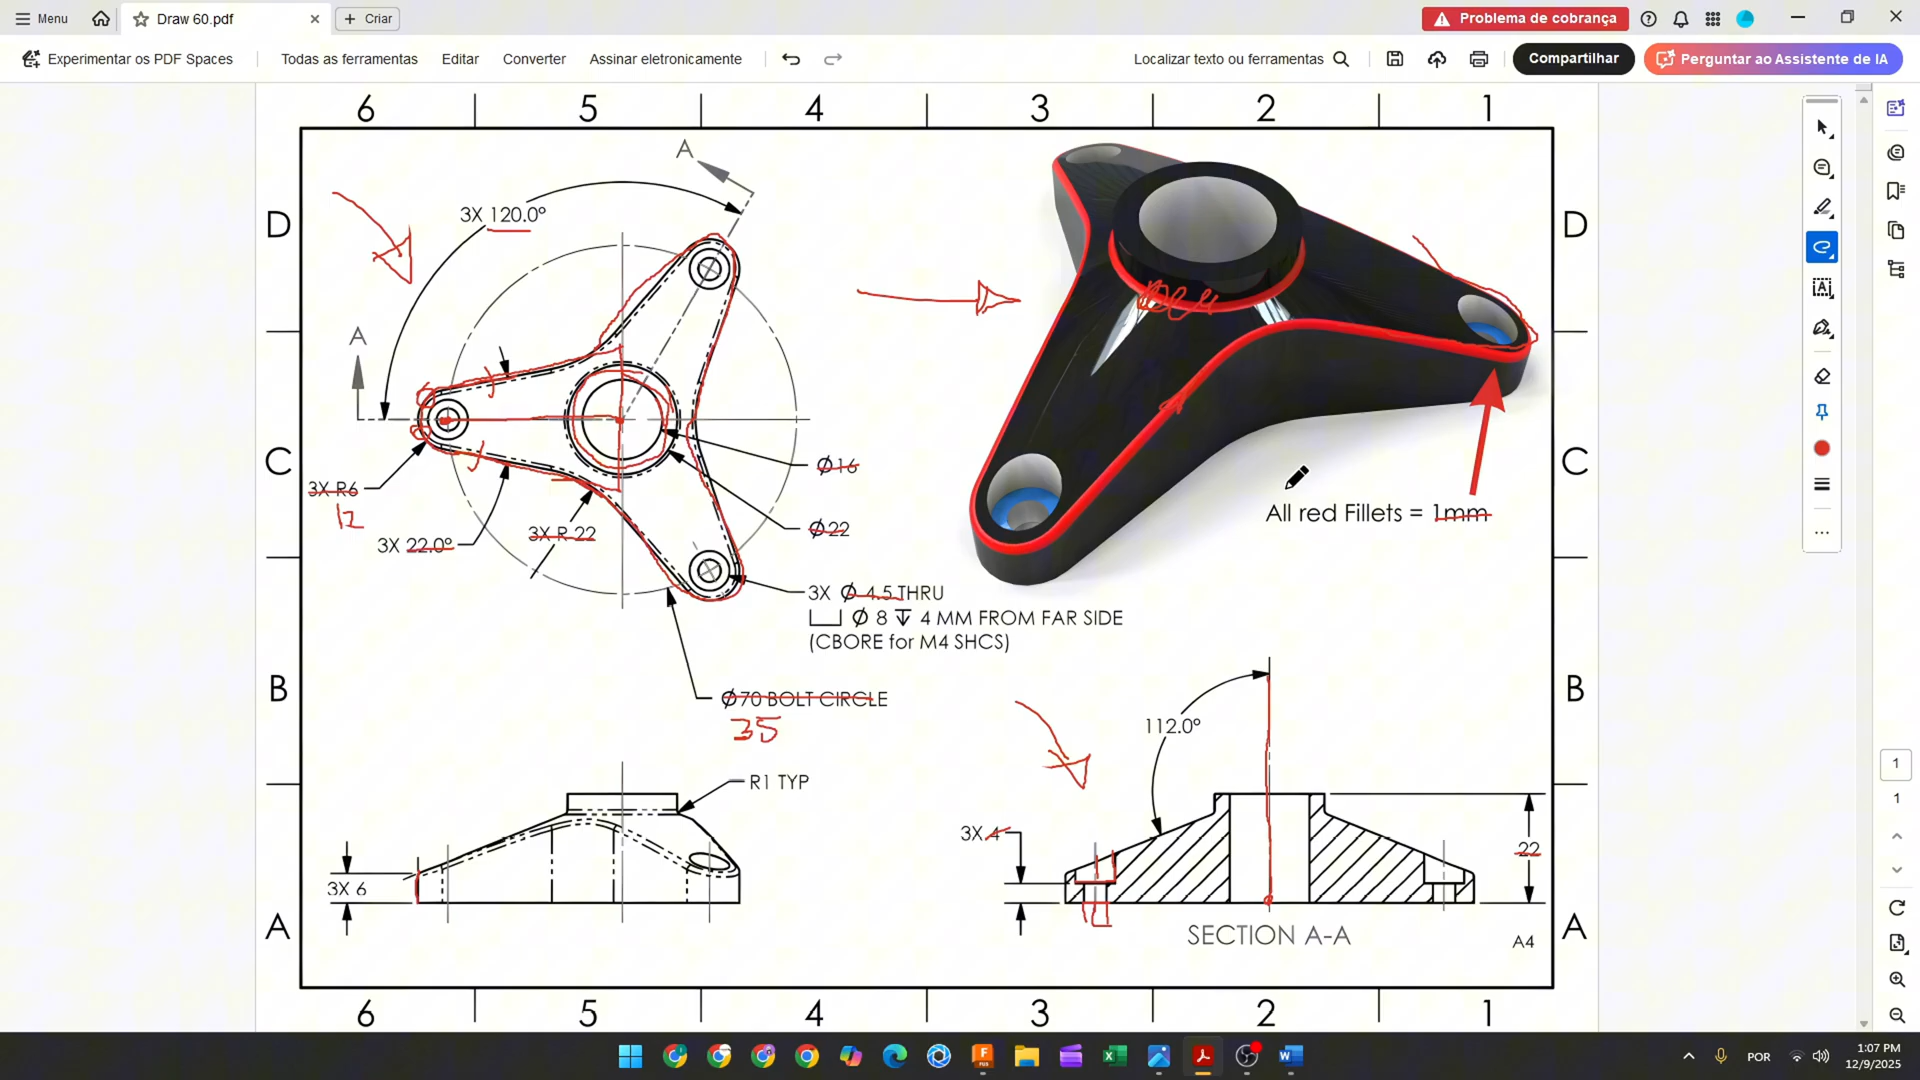 Menu
Draw 60.pdf
Criar
Problema de cobrança
Experimentar os PDF Spaces
Todas as ferramentas
Editar
Converter
Assinar eletronicamente
Localizar texto ou ferramentas
Compartilhar
Perguntar ao Assistente de IA
6 5 4 3 2 1
D D
C C
B B
A A
A
3X 120.0°
A
3X R6
12
3X 22.0°
3X R 22
Ø16
Ø22
3X Ø 4.5 THRU
⌴ Ø 8 ↧ 4 MM FROM FAR SIDE
(CBORE for M4 SHCS)
Ø70 BOLT CIRCLE
35
All red Fillets = 1mm
R1 TYP
3X 6
112.0°
3X 4
22
SECTION A-A
A4
6 5 4 3 2 1
1
1
POR
1:07 PM
12/9/2025